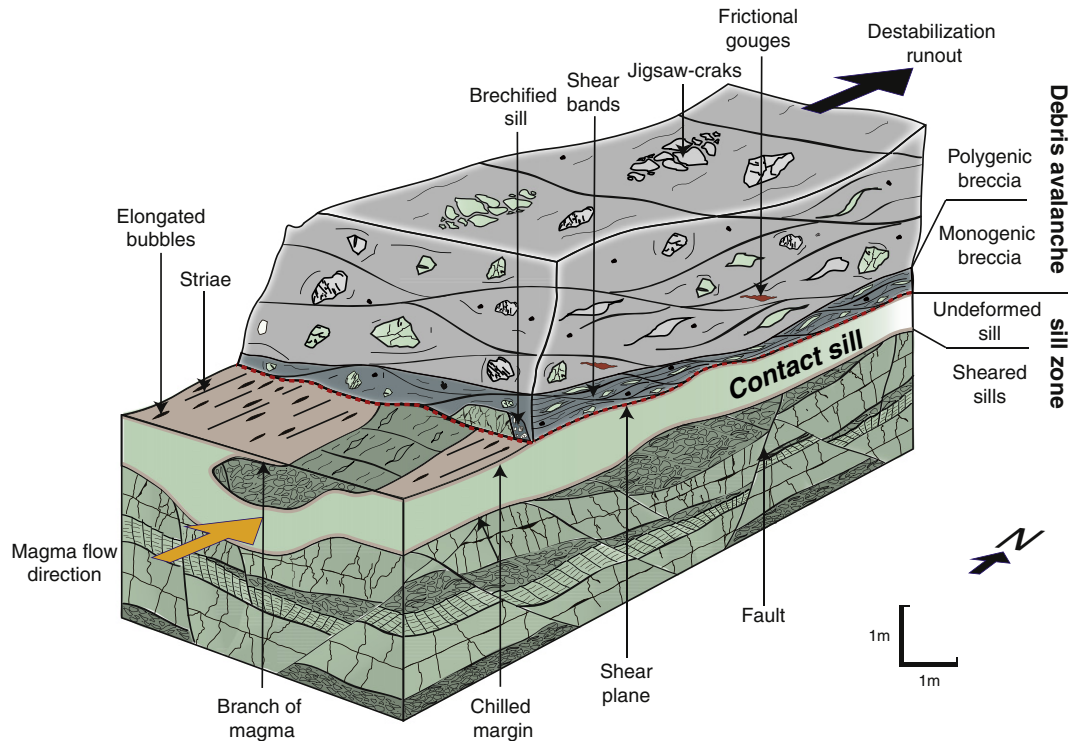 Frictional
gouges
Destabilization
runout
Jigsaw-craks
Shear
bands
Brechified
sill
Debris avalanche
Polygenic
breccia
Elongated
bubbles
Monogenic
breccia
Striae
Undeformed
sill
sill zone
Contact sill
Sheared
sills
Magma flow
direction
N
Fault
1m
1m
Shear
plane
Branch of
magma
Chilled
margin